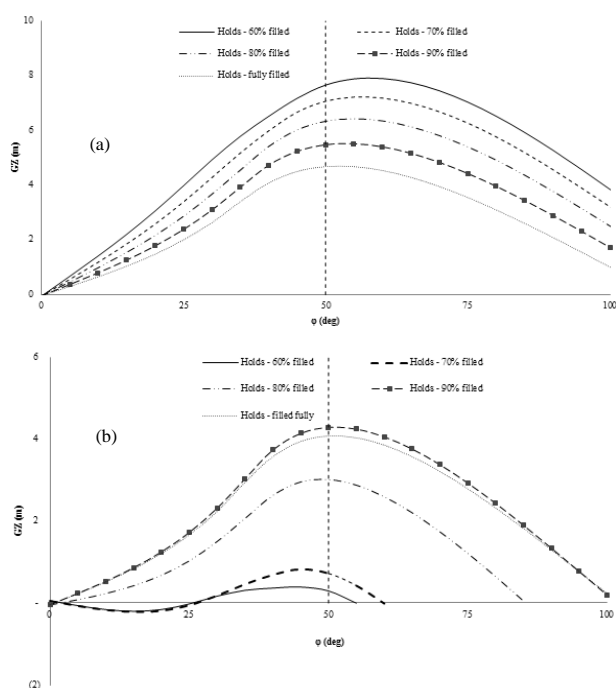 10
8
6
4
2
0
GZ (m)
(a)
Holds - 60% filled
Holds - 70% filled
Holds - 80% filled
Holds - 90% filled
Holds - fully filled
0
25
50
75
100
φ (deg)
6
4
2
-
(2)
GZ (m)
(b)
Holds - 60% filled
Holds - 70% filled
Holds - 80% filled
Holds - 90% filled
Holds - filled fully
0
25
50
75
100
φ (deg)